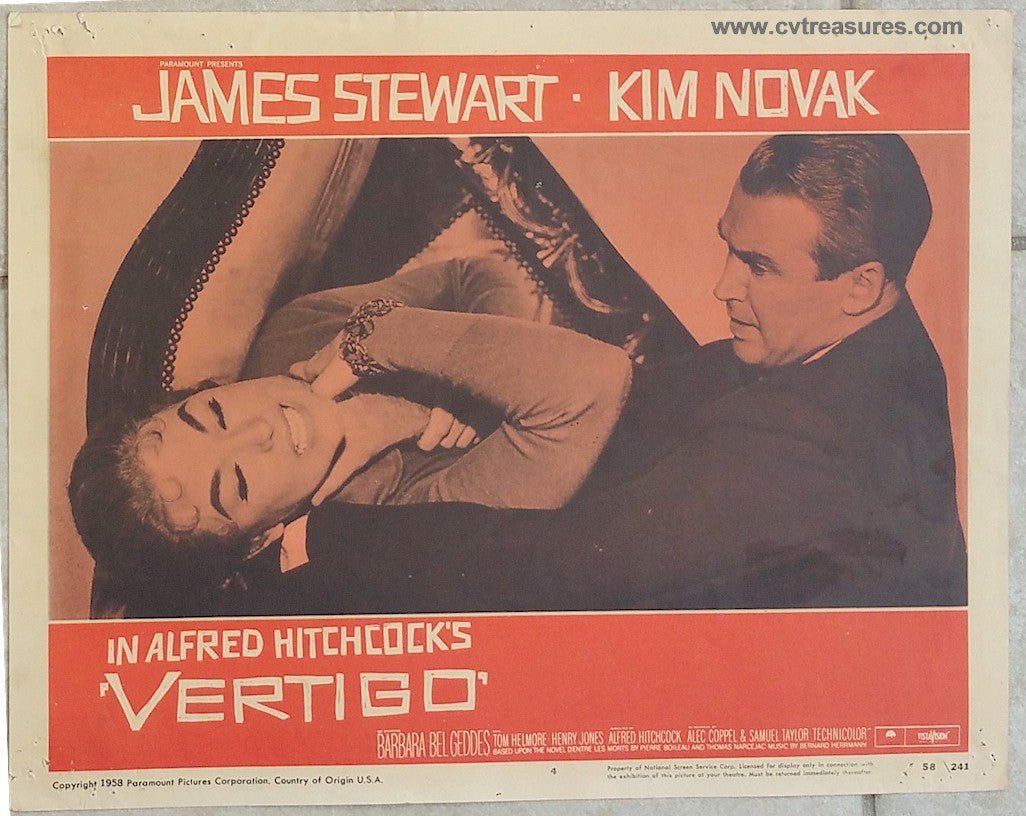 www.cvtreasures.com
PARAMOUNT PRESENTS
JAMES STEWART · KIM NOVAK
IN ALFRED HITCHCOCK'S
'VERTIGO'
BARBARA BEL GEDDES TOM HELMORE · HENRY JONES ALFRED HITCHCOCK ALEC COPPEL & SAMUEL TAYLOR TECHNICOLOR
BASED UPON THE NOVEL D'ENTRE LES MORTS BY PIERRE BOILEAU AND THOMAS NARCEJAC MUSIC BY BERNARD HERRMANN
VISTAVISION
Copyright 1958 Paramount Pictures Corporation. Country of Origin U.S.A.
4
Property of National Screen Service Corp. Licensed for display only in connection with
the exhibition of this picture at your theatre. Must be returned immediately thereafter.
58 241